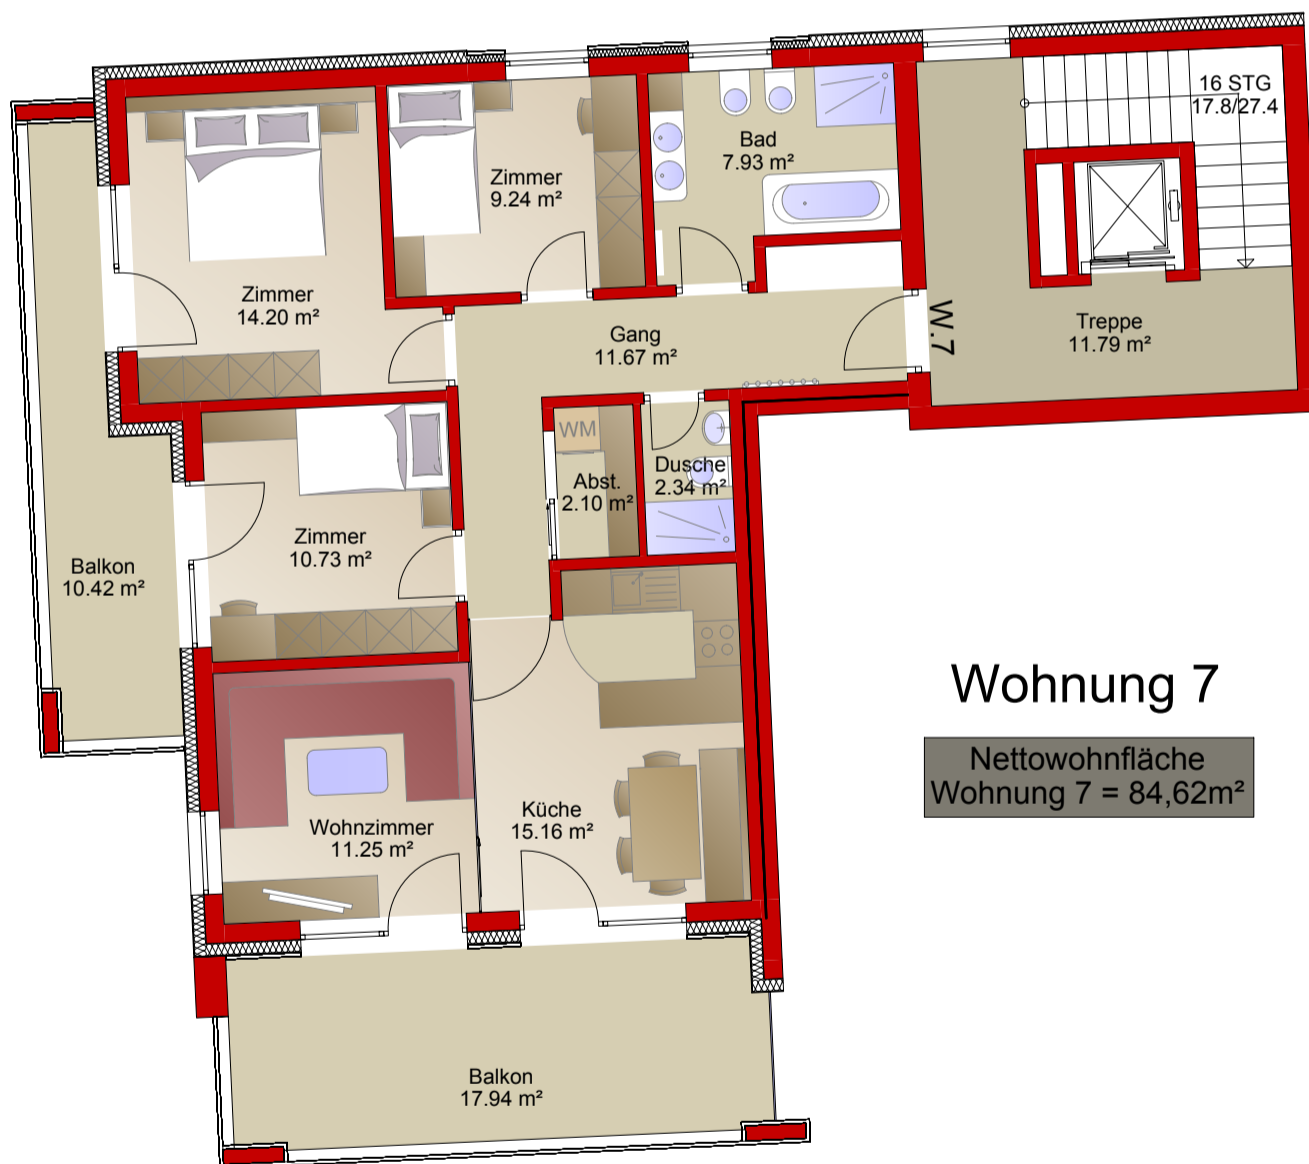 16 STG
17.8/27.4
Bad
7.93 m²
Zimmer
9.24 m²
Zimmer
14.20 m²
Gang
11.67 m²
W.7
Treppe
11.79 m²
WM
Abst.
2.10 m²
Dusche
2.34 m²
Zimmer
10.73 m²
Balkon
10.42 m²
Wohnung 7
Nettowohnfläche
Wohnung 7 = 84,62m²
Küche
15.16 m²
Wohnzimmer
11.25 m²
Balkon
17.94 m²